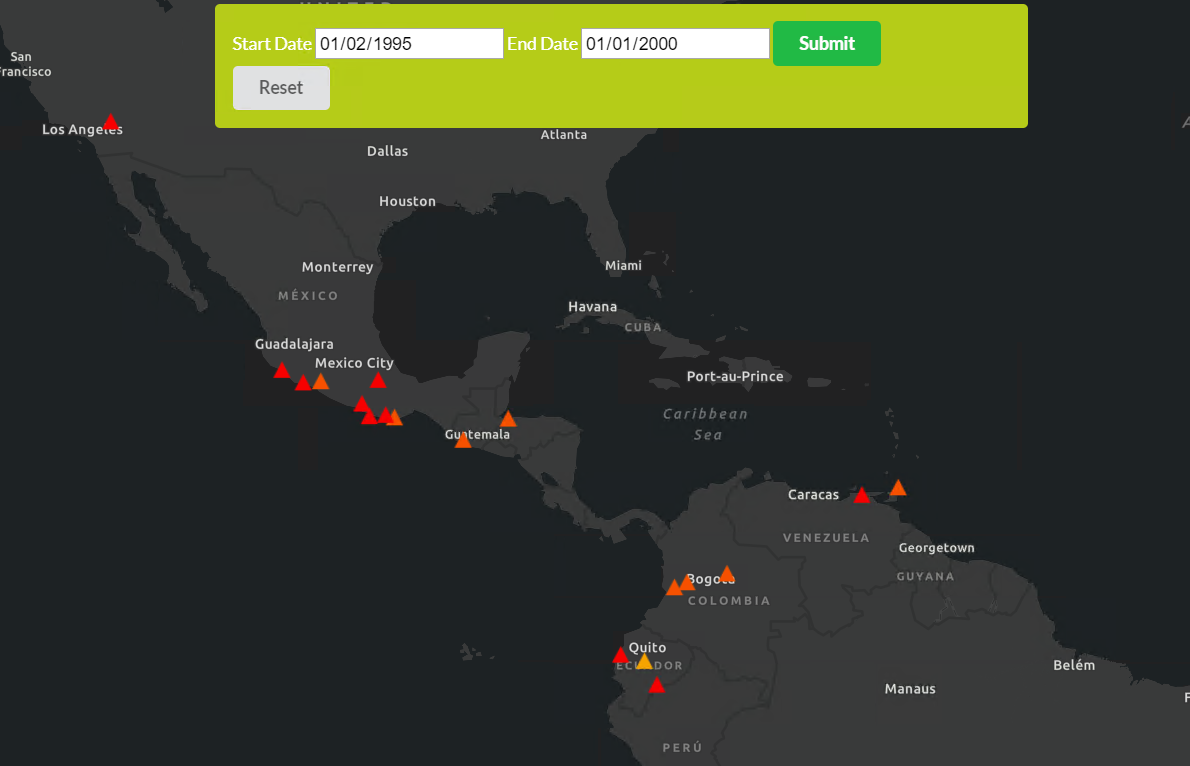 UNITED
Start Date 01/02/1995 End Date 01/01/2000 Submit
Reset
San
Francisco
Los Angeles
Atlanta
Dallas
Houston
Monterrey
Miami
MÉXICO
Havana
CUBA
Guadalajara
Mexico City
Port-au-Prince
Caribbean
Sea
Guatemala
Caracas
VENEZUELA
Georgetown
GUYANA
Bogota
COLOMBIA
Quito
ECUADOR
Belém
Manaus
PERÚ